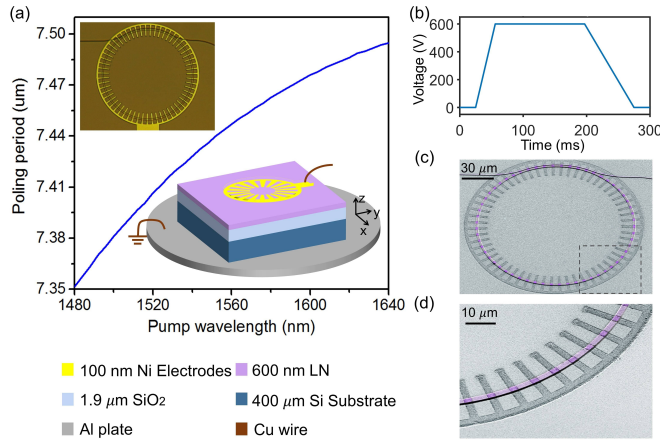 (a)
7.50
7.47
7.44
7.41
7.38
7.35
Poling period (um)
1480
1520
1560
1600
1640
Pump wavelength (nm)
z
y
x
100 nm Ni Electrodes
600 nm LN
1.9 μm SiO2
400 μm Si Substrate
Al plate
Cu wire
(b)
600
400
200
0
Voltage (V)
0
100
200
300
Time (ms)
(c)
30 μm
(d)
10 μm